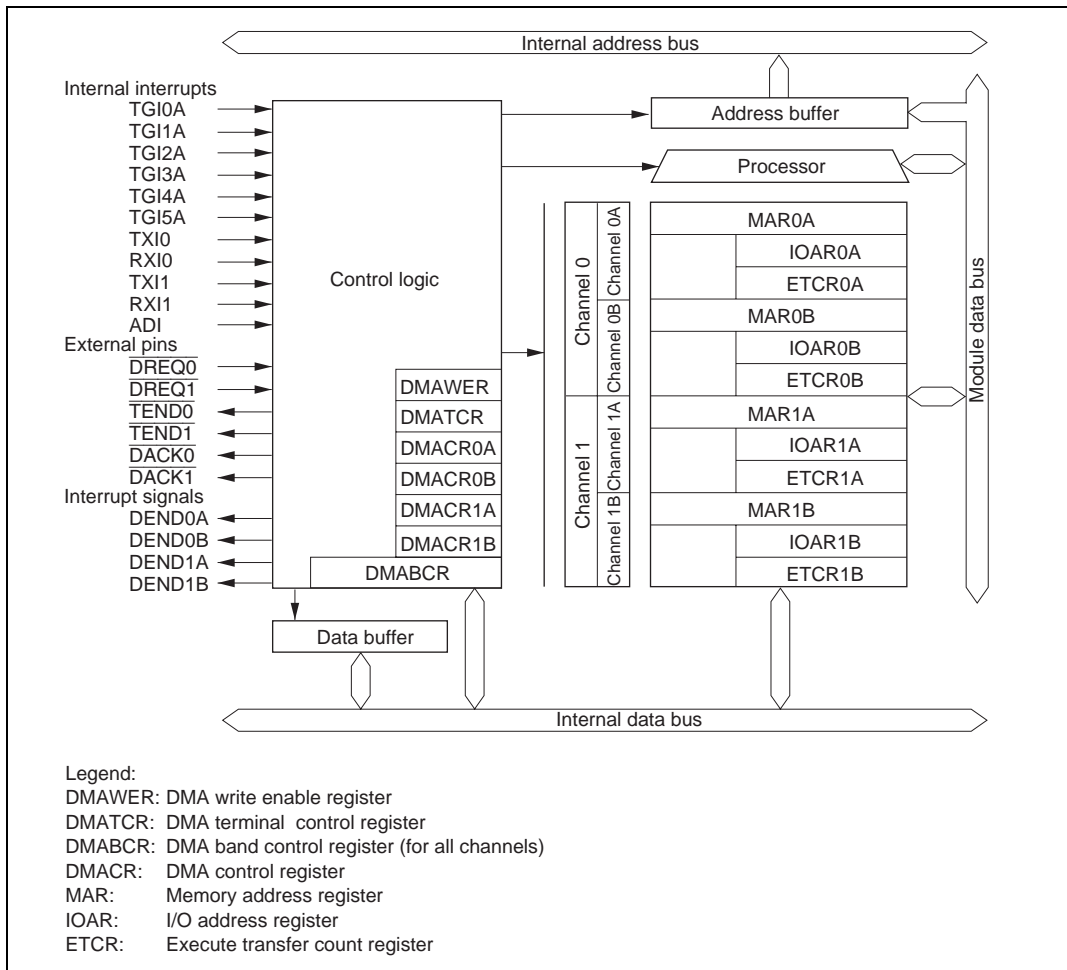 Internal address bus
Internal interrupts
TGI0A
TGI1A
TGI2A
TGI3A
TGI4A
TGI5A
TXI0
RXI0
TXI1
RXI1
ADI
External pins
DREQ0
DREQ1
TEND0
TEND1
DACK0
DACK1
Interrupt signals
DEND0A
DEND0B
DEND1A
DEND1B
Control logic
DMAWER
DMATCR
DMACR0A
DMACR0B
DMACR1A
DMACR1B
DMABCR
Data buffer
Address buffer
Processor
Channel 0
Channel 1
Channel 0A
Channel 0B
Channel 1A
Channel 1B
MAR0A
IOAR0A
ETCR0A
MAR0B
IOAR0B
ETCR0B
MAR1A
IOAR1A
ETCR1A
MAR1B
IOAR1B
ETCR1B
Module data bus
Internal data bus
Legend:
DMAWER: DMA write enable register
DMATCR: DMA terminal control register
DMABCR: DMA band control register (for all channels)
DMACR: DMA control register
MAR: Memory address register
IOAR: I/O address register
ETCR: Execute transfer count register